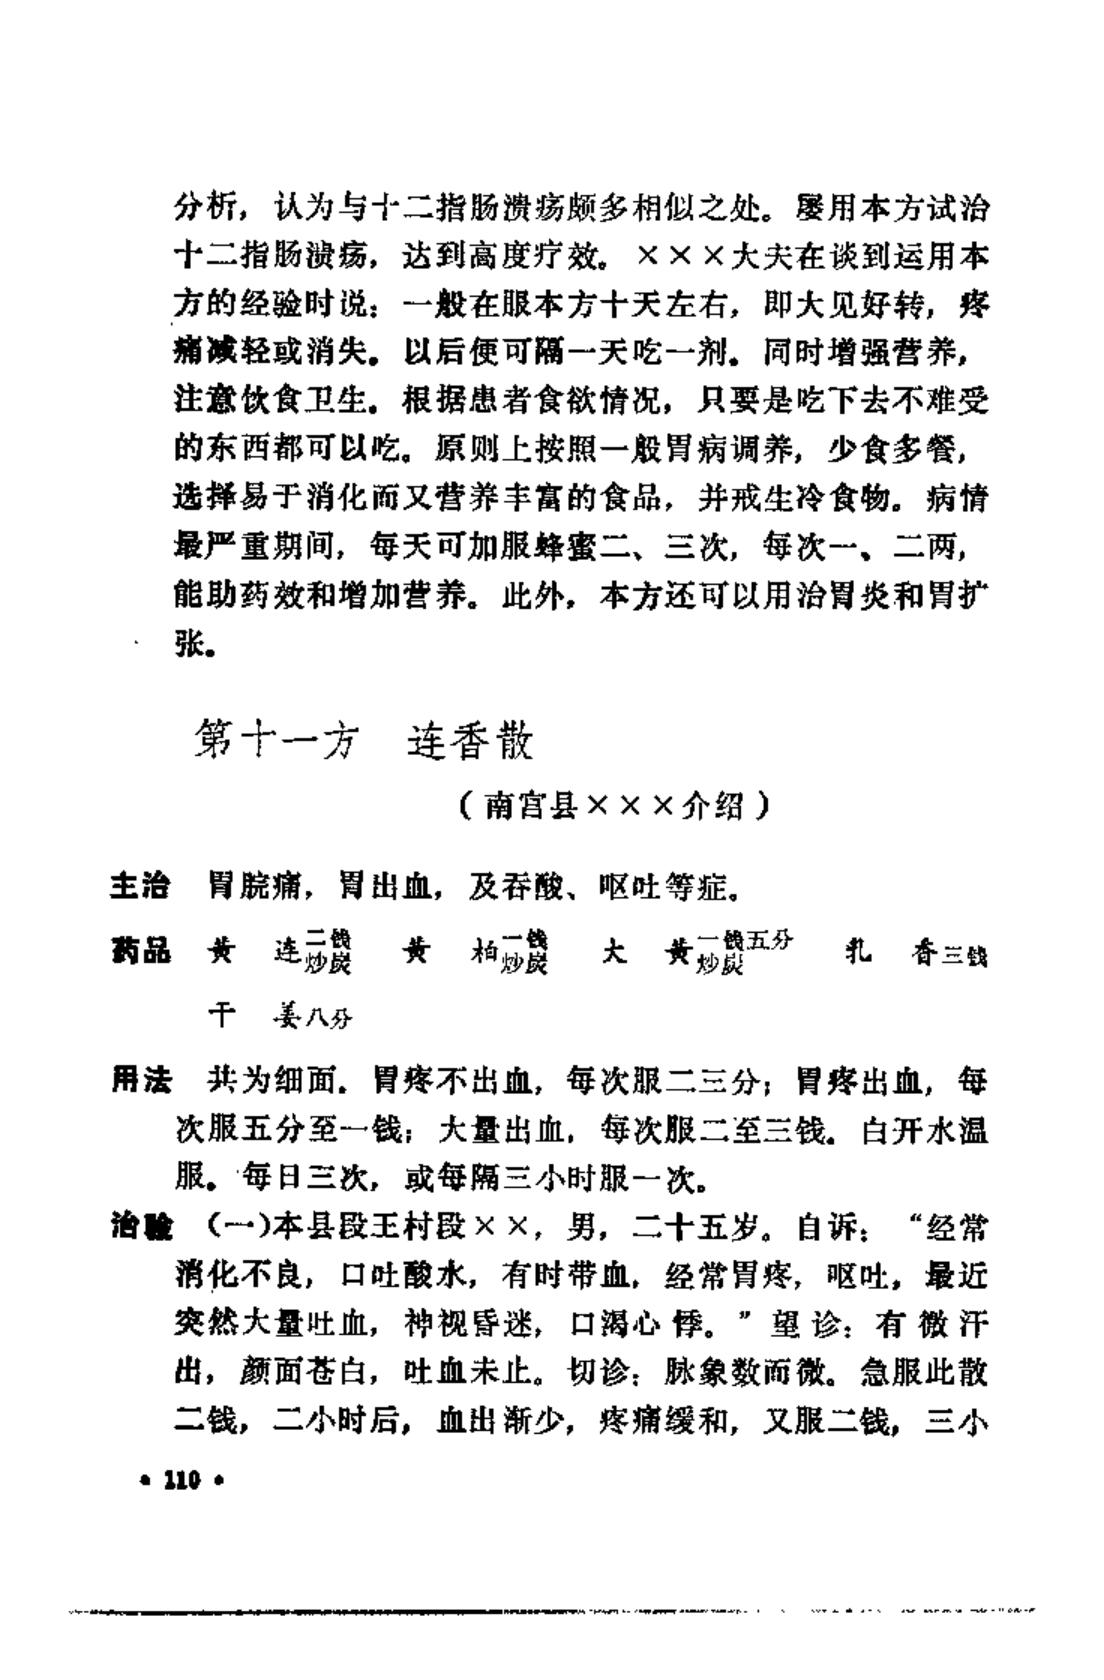 分析，认为与十二指肠溃疡颇多相似之处。屡用本方试治
十二指肠溃疡，达到高度疗效。×××大夫在谈到运用本
方的经验时说：一般在服本方十天左右，即大见好转，疼
痛减轻或消失。以后便可隔一天吃一剂。同时增强营养，
注意饮食卫生。根据患者食欲情况，只要是吃下去不难受
的东西都可以吃。原则上按照一般胃病调养，少食多餐，
选择易于消化而又营养丰富的食品，并戒生冷食物。病情
最严重期间，每天可加服蜂蜜二、三次，每次一、二两，
能助药效和增加营养。此外，本方还可以用治胃炎和胃扩
张。
第十一方 连香散
（南宫县×××介绍）
主治 胃脘痛，胃出血，及吞酸、呕吐等症。
药品 黄连二钱炒炭 黄柏一钱炒炭 大黄一钱五分炒炭 乳香三钱
干姜八分
用法 共为细面。胃疼不出血，每次服二三分；胃疼出血，每
次服五分至一钱；大量出血，每次服二至三钱。白开水温
服。每日三次，或每隔三小时服一次。
治验 （一）本县段王村段××，男，二十五岁。自诉：“经常
消化不良，口吐酸水，有时带血，经常胃疼，呕吐，最近
突然大量吐血，神视昏迷，口渴心悸。”望诊：有微汗
出，颜面苍白，吐血未止。切诊：脉象数而微。急服此散
二钱，二小时后，血出渐少，疼痛缓和，又服二钱，三小
• 110 •